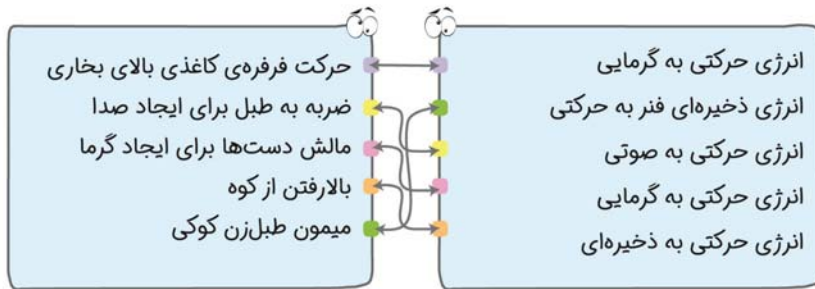 انرژی حرکتی به گرمایی
انرژی ذخیره‌ای فنر به حرکتی
انرژی حرکتی به صوتی
انرژی حرکتی به گرمایی
انرژی حرکتی به ذخیره‌ای
حرکت فرفره‌ی کاغذی بالای بخاری
ضربه به طبل برای ایجاد صدا
مالش دست‌ها برای ایجاد گرما
بالارفتن از کوه
میمون طبل‌زن کوکی